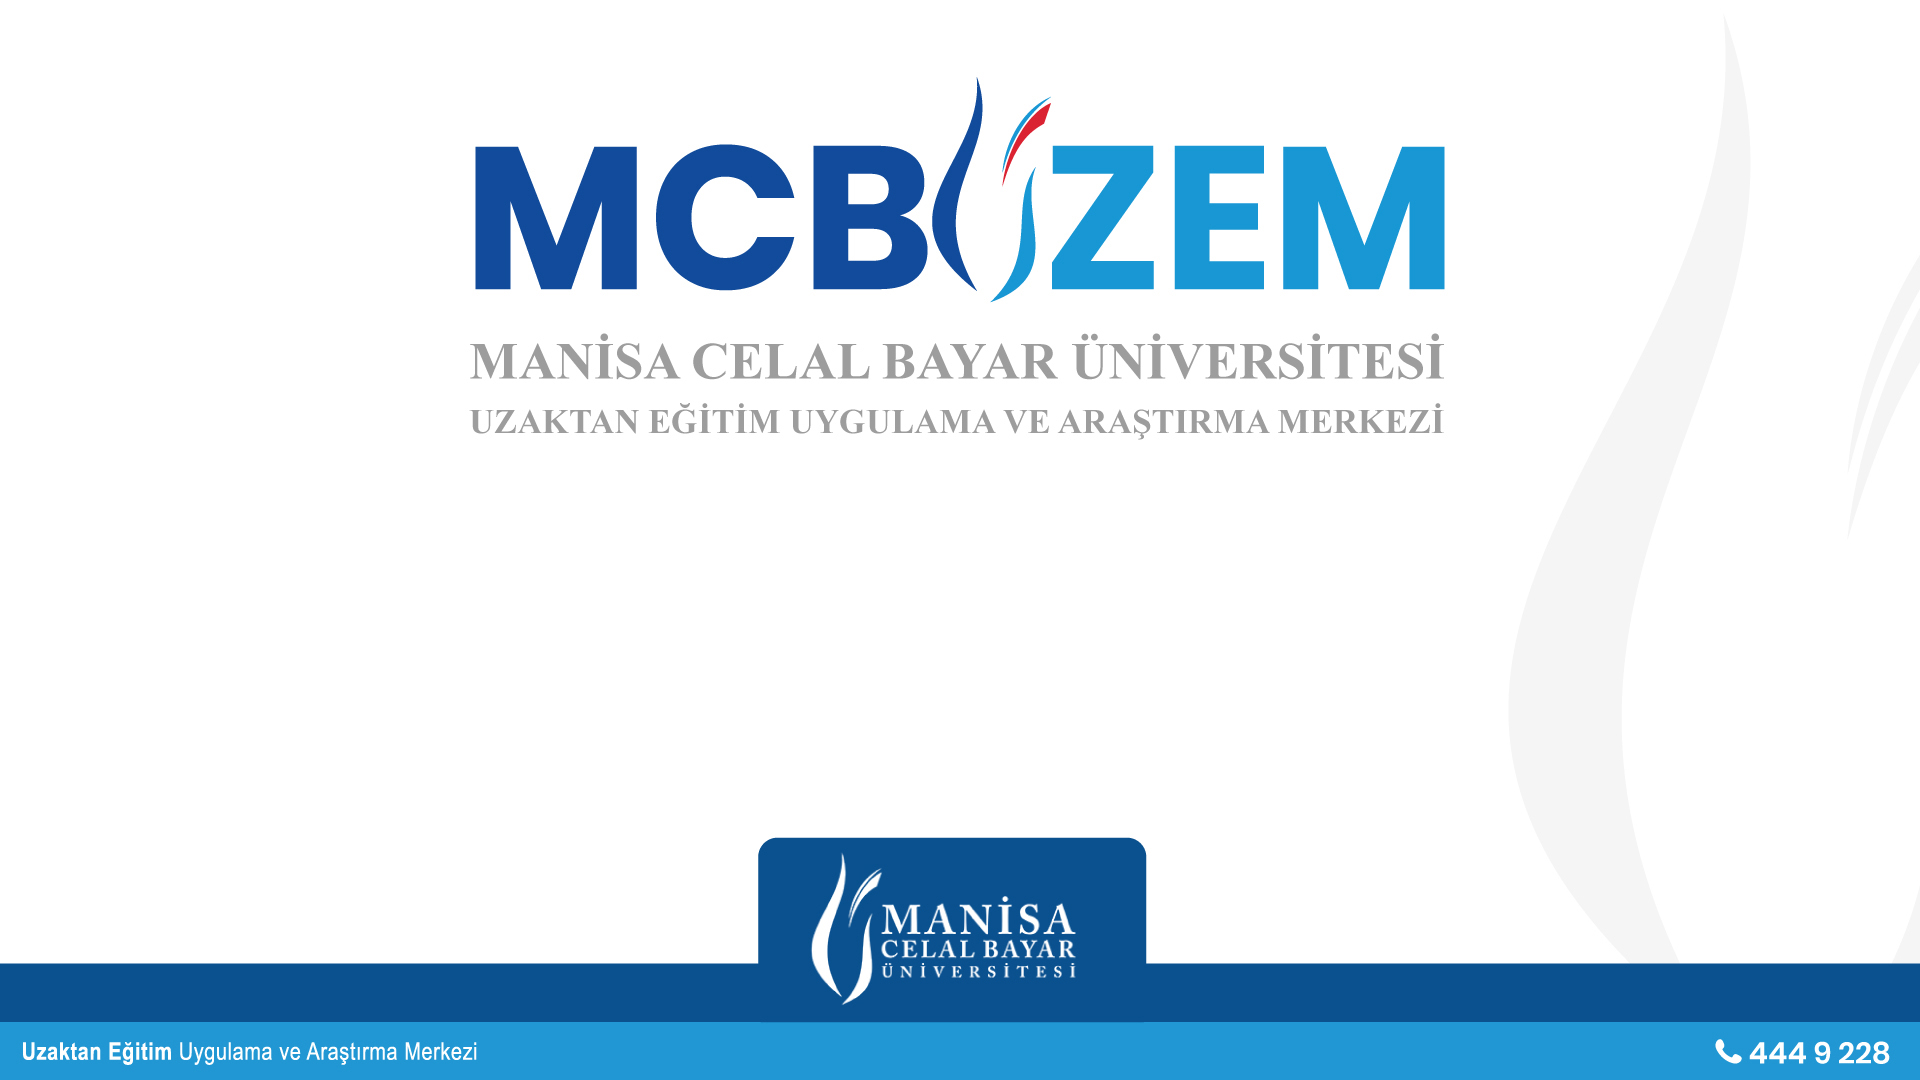 MCBÜZEM
MANİSA CELAL BAYAR ÜNİVERSİTESİ
UZAKTAN EĞİTİM UYGULAMA VE ARAŞTIRMA MERKEZİ
MANİSA
CELAL BAYAR
ÜNİVERSİTESİ
Uzaktan Eğitim Uygulama ve Araştırma Merkezi
444 9 228